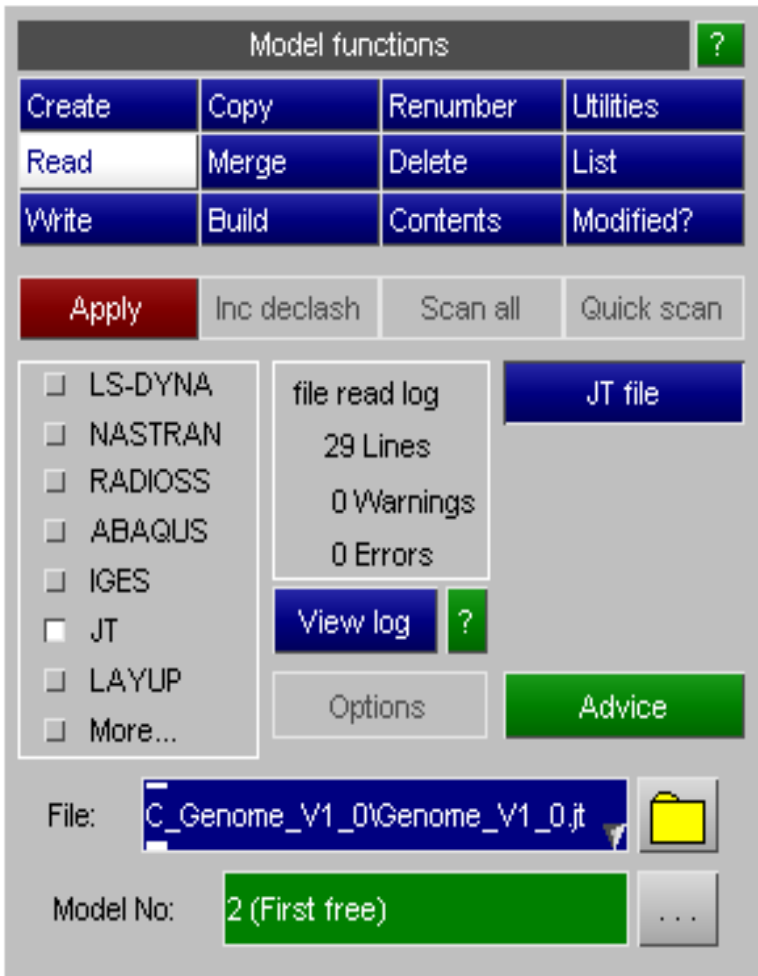 Model functions ?
Create Copy Renumber Utilities
Read Merge Delete List
Write Build Contents Modified?
Apply Inc declash Scan all Quick scan
LS-DYNA
NASTRAN
RADIOSS
ABAQUS
IGES
JT
LAYUP
More...
file read log
29 Lines
0 Warnings
0 Errors
View log ?
Options
JT file
Advice
File: C_Genome_V1_0\Genome_V1_0.jt
Model No: 2 (First free) ...